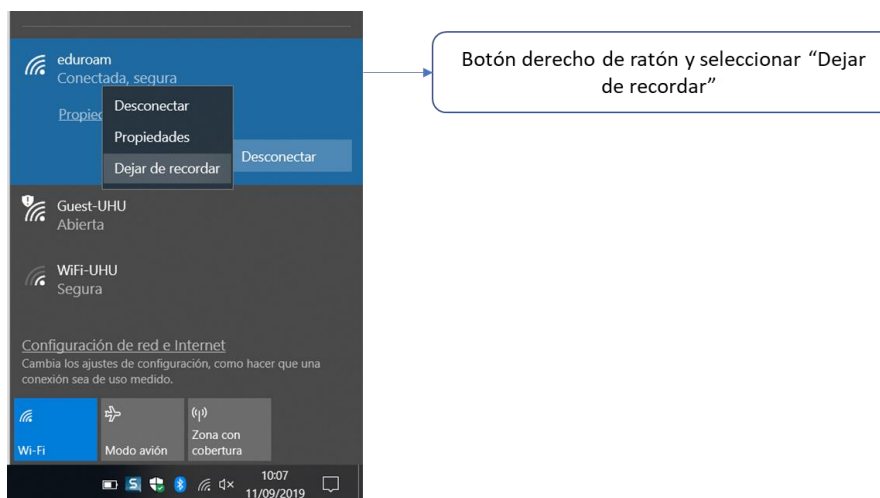 eduroam
Conectada, segura
Propied
Desconectar
Propiedades
Dejar de recordar
Desconectar
Guest-UHU
Abierta
WiFi-UHU
Segura
Configuración de red e Internet
Cambia los ajustes de configuración, como hacer que una
conexión sea de uso medido.
Wi-Fi
Modo avión
Zona con
cobertura
10:07
11/09/2019
Botón derecho de ratón y seleccionar “Dejar
de recordar”